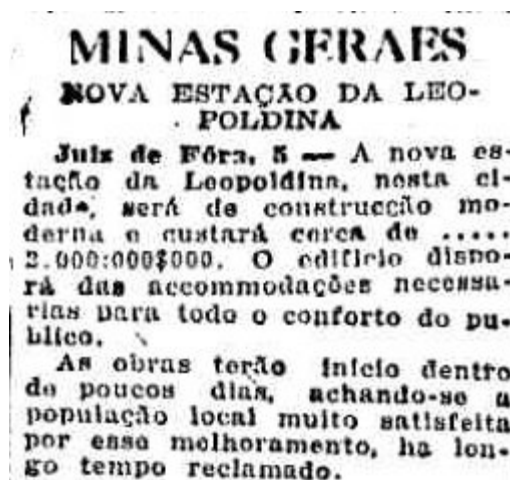 MINAS GERAES
NOVA ESTAÇÃO DA LEO-
POLDINA
Juiz de Fóra, 5 — A nova es-
tação da Leopoldina, nesta ci-
dade, será de construcção mo-
derna e custará cerca de .....
2.000:000$000. O edificio dispo-
rá das accommodações necessa-
rias para todo o conforto do pu-
blico.
As obras terão inicio dentro
de poucos dias, achando-se a
população local muito satisfeita
por esse melhoramento, ha lon-
go tempo reclamado.